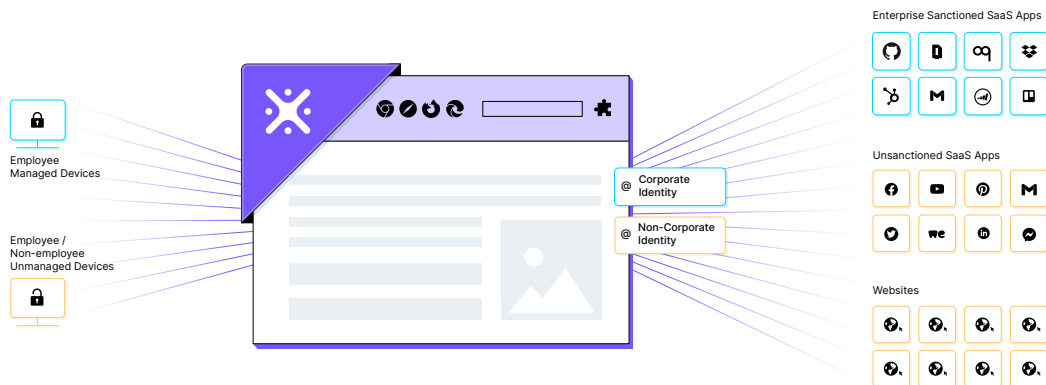 Enterprise Sanctioned SaaS Apps
Employee
Managed Devices
Unsanctioned SaaS Apps
@ Corporate
Identity
@ Non-Corporate
Identity
Employee /
Non-employee
Unmanaged Devices
Websites